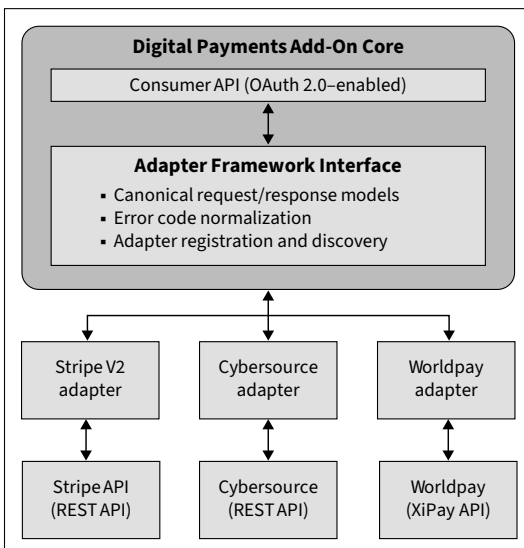 Digital Payments Add-On Core
Consumer API (OAuth 2.0–enabled)
Adapter Framework Interface
▪ Canonical request/response models
▪ Error code normalization
▪ Adapter registration and discovery
Stripe V2
adapter
Cybersource
adapter
Worldpay
adapter
Stripe API
(REST API)
Cybersource
(REST API)
Worldpay
(XiPay API)